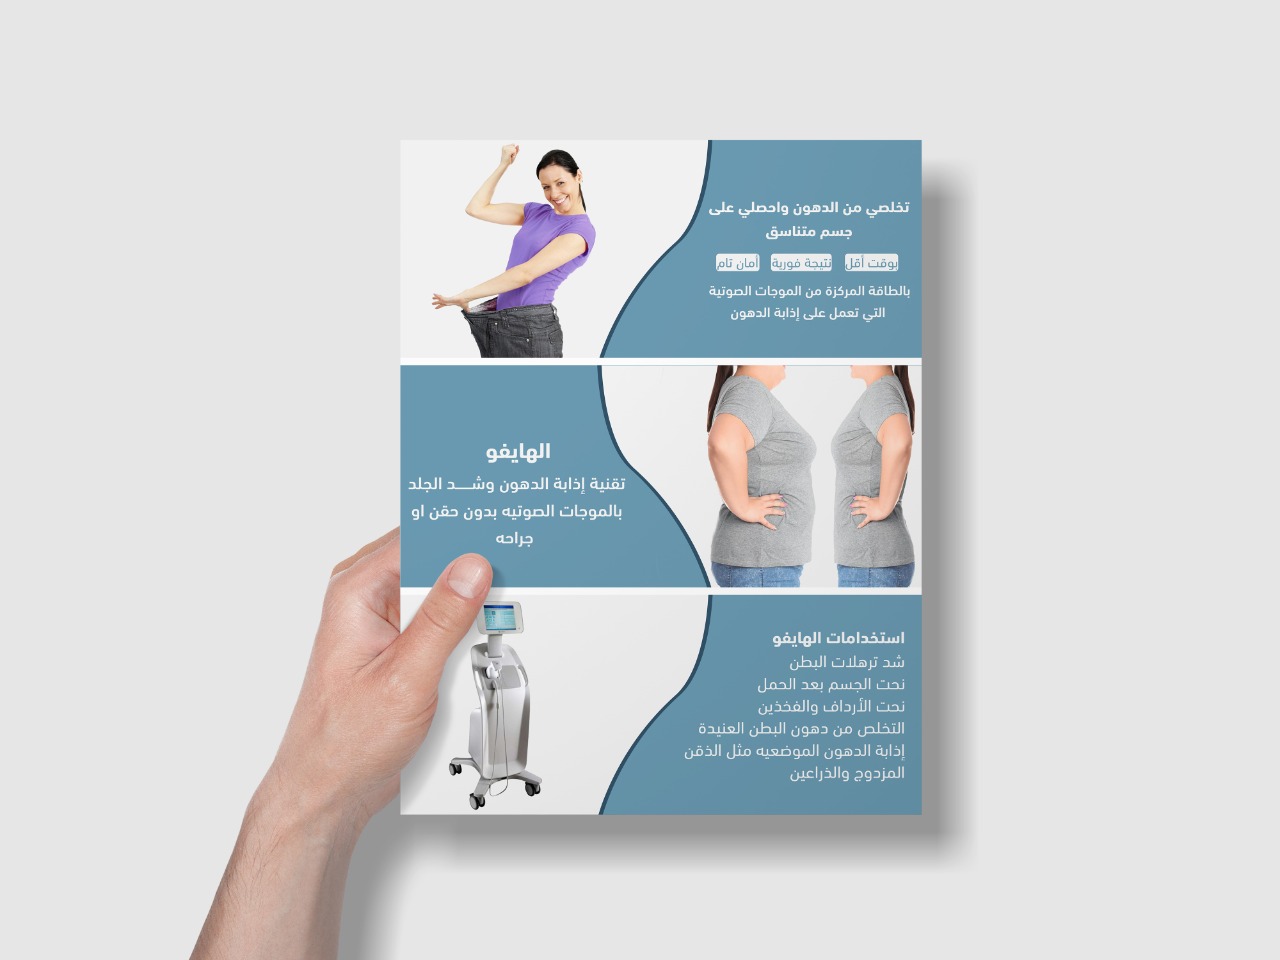 تخلصي من الدهون واحصلي على
جسم متناسق
بوقت أقل نتيجة فورية أمان تام
بالطاقة المركزة من الموجات الصوتية
التي تعمل على إذابة الدهون
الهايفو
تقنية إذابة الدهون وشـــد الجلد
بالموجات الصوتيه بدون حقن او
جراحه
استخدامات الهايفو
شد ترهلات البطن
نحت الجسم بعد الحمل
نحت الأرداف والفخذين
التخلص من دهون البطن العنيدة
إذابة الدهون الموضعيه مثل الذقن
المزدوج والذراعين